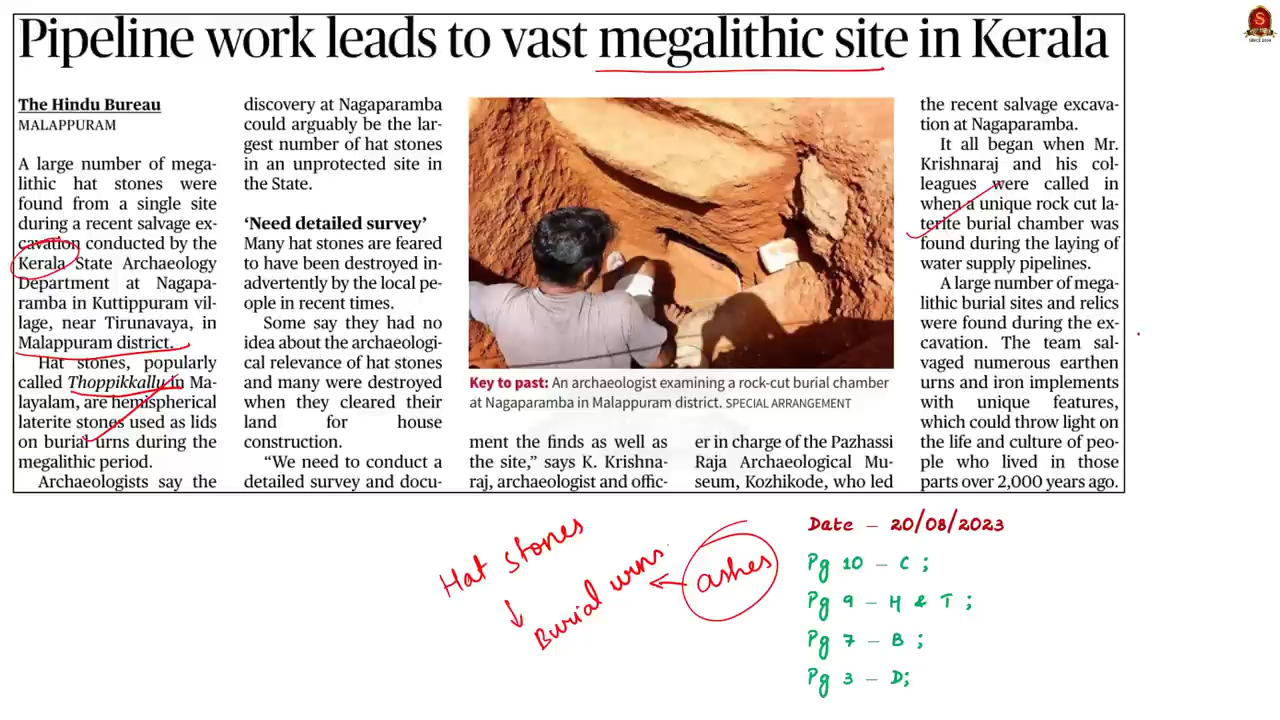 Pipeline work leads to vast megalithic site in Kerala
The Hindu Bureau
MALAPPURAM
A large number of mega-
lithic hat stones were
found from a single site
during a recent salvage ex-
cavation conducted by the
Kerala State Archaeology
Department at Nagapa-
ramba in Kuttippuram vil-
lage, near Tirunavaya, in
Malappuram district.
Hat stones, popularly
called Thoppikkallu in Ma-
layalam, are hemispherical
laterite stones used as lids
on burial urns during the
megalithic period.
Archaeologists say the
discovery at Nagaparamba
could arguably be the lar-
gest number of hat stones
in an unprotected site in
the State.
‘Need detailed survey’
Many hat stones are feared
to have been destroyed in-
advertently by the local pe-
ople in recent times.
Some say they had no
idea about the archaeologi-
cal relevance of hat stones
and many were destroyed
when they cleared their
land for house
construction.
“We need to conduct a
detailed survey and docu-
Key to past: An archaeologist examining a rock-cut burial chamber
at Nagaparamba in Malappuram district. SPECIAL ARRANGEMENT
ment the finds as well as
the site,” says K. Krishna-
raj, archaeologist and offic-
er in charge of the Pazhassi
Raja Archaeological Mu-
seum, Kozhikode, who led
the recent salvage excava-
tion at Nagaparamba.
It all began when Mr.
Krishnaraj and his col-
leagues were called in
when a unique rock cut la-
terite burial chamber was
found during the laying of
water supply pipelines.
A large number of mega-
lithic burial sites and relics
were found during the ex-
cavation. The team sal-
vaged numerous earthen
urns and iron implements
with unique features,
which could throw light on
the life and culture of peo-
ple who lived in those
parts over 2,000 years ago.
Hat stones
Burial urns
ashes
Date - 20/08/2023
Pg 10 - C ;
Pg 9 - H & T ;
Pg 7 - B ;
Pg 3 - D;
S
SINCE 2004